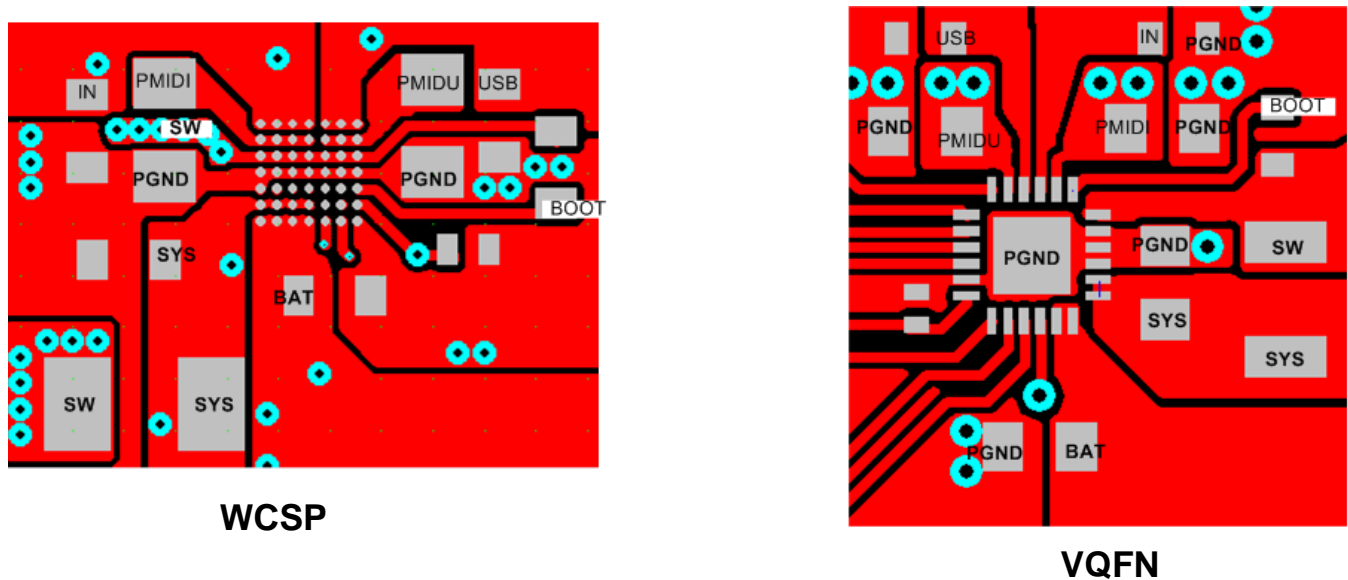 PMIDI
PMIDU
USB
IN
SW
PGND
PGND
BOOT
SYS
BAT
SW
SYS
WCSP
USB
IN
PGND
BOOT
PGND
PMIDU
PMIDI
PGND
PGND
PGND
SW
SYS
SYS
PGND
BAT
VQFN